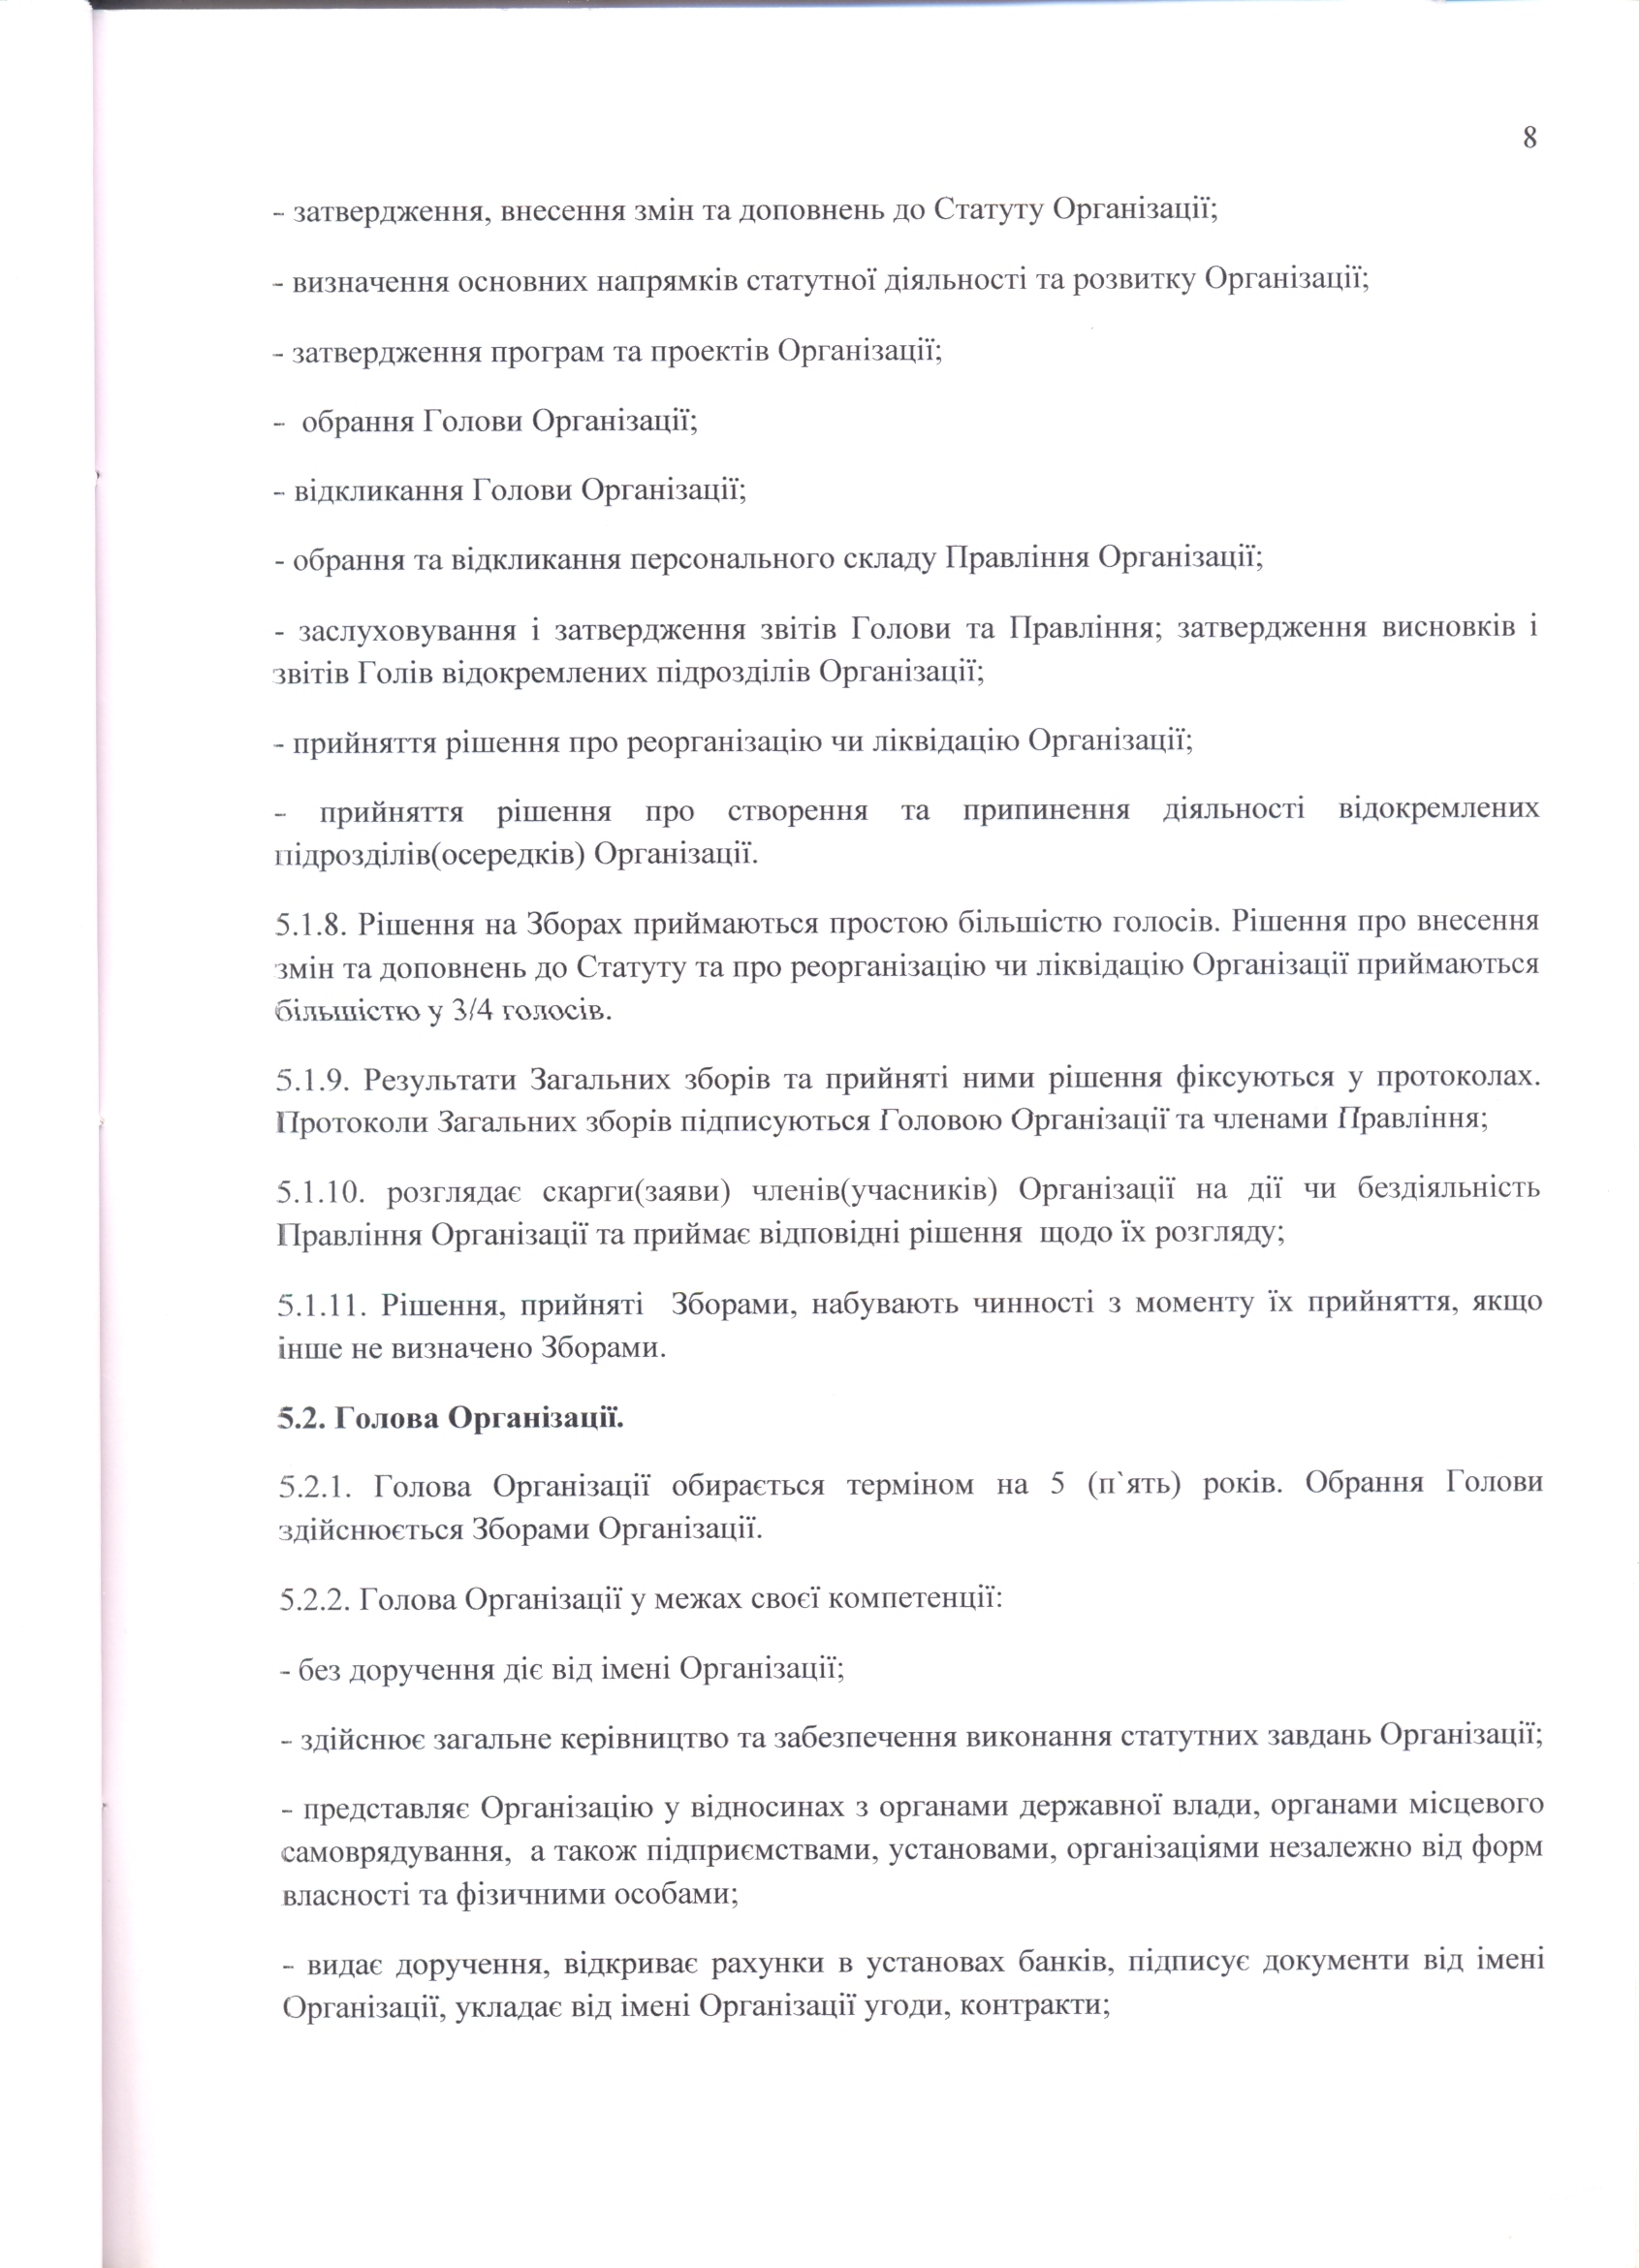 8
- затвердження, внесення змін та доповнень до Статуту Організації;
- визначення основних напрямків статутної діяльності та розвитку Організації;
- затвердження програм та проектів Організації;
- обрання Голови Організації;
- відкликання Голови Організації;
- обрання та відкликання персонального складу Правління Організації;
- заслуховування і затвердження звітів Голови та Правління; затвердження висновків і
звітів Голів відокремлених підрозділів Організації;
- прийняття рішення про реорганізацію чи ліквідацію Організації;
- прийняття рішення про створення та припинення діяльності відокремлених
підрозділів(осередків) Організації.
5.1.8. Рішення на Зборах приймаються простою більшістю голосів. Рішення про внесення
змін та доповнень до Статуту та про реорганізацію чи ліквідацію Організації приймаються
більшістю у 3/4 голосів.
5.1.9. Результати Загальних зборів та прийняті ними рішення фіксуються у протоколах.
Протоколи Загальних зборів підписуються Головою Організації та членами Правління;
5.1.10. розглядає скарги(заяви) членів(учасників) Організації на дії чи бездіяльність
Правління Організації та приймає відповідні рішення щодо їх розгляду;
5.1.11. Рішення, прийняті Зборами, набувають чинності з моменту їх прийняття, якщо
інше не визначено Зборами.
5.2. Голова Організації.
5.2.1. Голова Організації обирається терміном на 5 (п`ять) років. Обрання Голови
здійснюється Зборами Організації.
5.2.2. Голова Організації у межах своєї компетенції:
- без доручення діє від імені Організації;
- здійснює загальне керівництво та забезпечення виконання статутних завдань Організації;
- представляє Організацію у відносинах з органами державної влади, органами місцевого
самоврядування, а також підприємствами, установами, організаціями незалежно від форм
власності та фізичними особами;
- видає доручення, відкриває рахунки в установах банків, підписує документи від імені
Організації, укладає від імені Організації угоди, контракти;